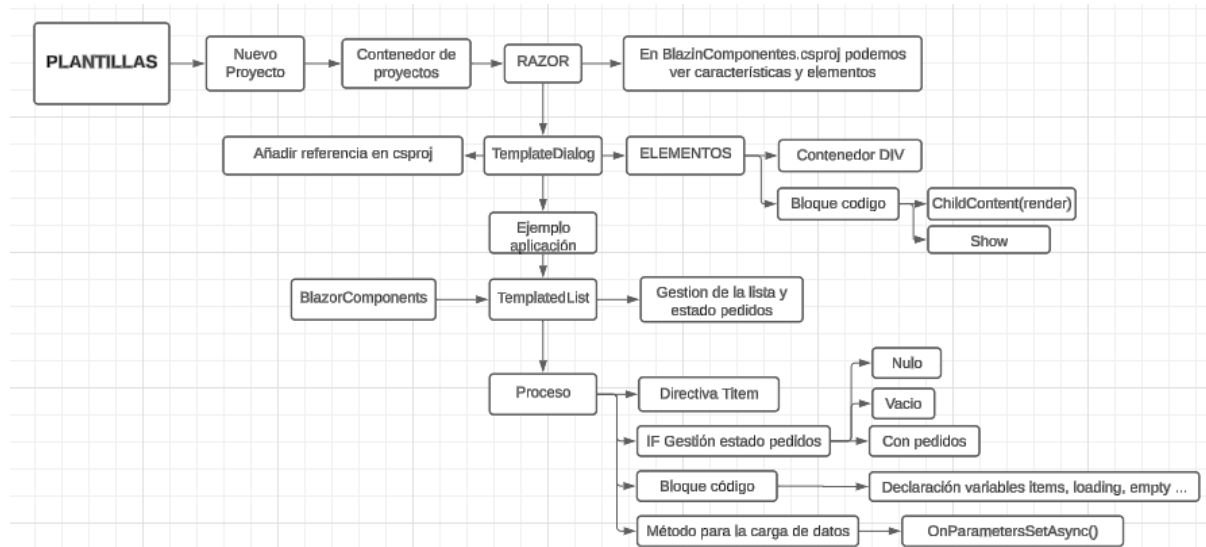 PLANTILLAS
Nuevo
Proyecto
Contenedor de
proyectos
RAZOR
En BlazinComponentes.csproj podemos
ver características y elementos
Añadir referencia en csproj
TemplateDialog
ELEMENTOS
Contenedor DIV
Bloque codigo
ChildContent(render)
Show
Ejemplo
aplicación
BlazorComponents
TemplatedList
Gestion de la lista y
estado pedidos
Proceso
Directiva Titem
IF Gestión estado pedidos
Nulo
Vacio
Con pedidos
Bloque código
Declaración variables items, loading, empty ...
Método para la carga de datos
OnParametersSetAsync()